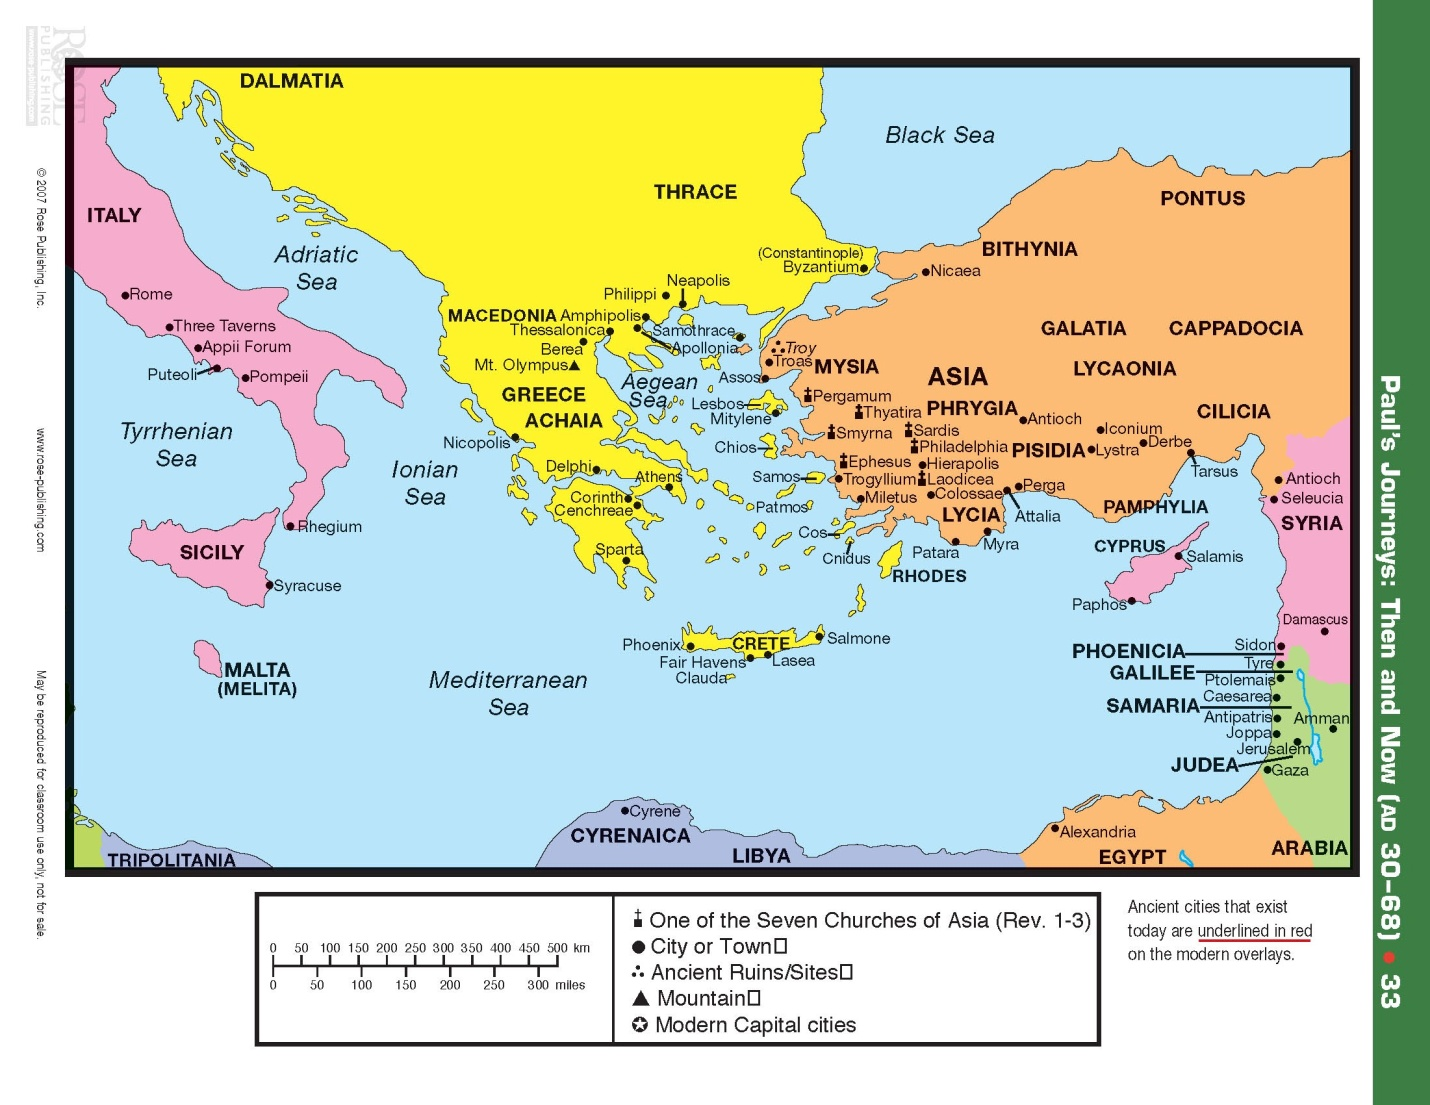 ROSE
PUBLISHING
www.rose-publishing.com
© 2007 Rose Publishing, Inc.
www.rose-publishing.com
May be reproduced for classroom use only, not for sale.
DALMATIA
Black Sea
THRACE
PONTUS
ITALY
Adriatic
Sea
(Constantinople)
Byzantium
BITHYNIA
Nicaea
Rome
Neapolis
Philippi
MACEDONIA
Amphipolis
Three Taverns
Thessalonica
Samothrace
GALATIA
CAPPADOCIA
Appii Forum
Berea
Apollonia
Troy
Puteoli
Pompeii
Mt. Olympus
Troas
MYSIA
LYCAONIA
Aegean
Sea
Assos
ASIA
GREECE
Pergamum
Lesbos
Mitylene
Thyatira
PHRYGIA
Antioch
CILICIA
ACHAIA
Tyrrhenian
Sea
Nicopolis
Smyrna
Sardis
Iconium
Chios
Philadelphia
PISIDIA
Lystra
Derbe
Ionian
Sea
Delphi
Athens
Ephesus
Hierapolis
Tarsus
Samos
Trogyllium
Laodicea
Antioch
Corinth
Cenchreae
Miletus
Colossae
Perga
Seleucia
Patmos
LYCIA
Attalia
PAMPHYLIA
SYRIA
Rhegium
Cos
Cnidus
Patara
Myra
CYPRUS
Salamis
SICILY
Sparta
RHODES
Syracuse
Paphos
Damascus
Phoenix
CRETE
Salmone
Sidon
PHOENICIA
Fair Havens
Lasea
Tyre
MALTA
(MELITA)
Clauda
GALILEE
Ptolemais
Mediterranean
Sea
Caesarea
SAMARIA
Antipatris
Amman
Joppa
Jerusalem
JUDEA
Gaza
Cyrene
CYRENAICA
Alexandria
TRIPOLITANIA
LIBYA
EGYPT
ARABIA
0 50 100 150 200 250 300 350 400 450 500 km
0 50 100 150 200 250 300 miles
One of the Seven Churches of Asia (Rev. 1-3)
City or Town
Ancient Ruins/Sites
Mountain
Modern Capital cities
Ancient cities that exist
today are underlined in red
on the modern overlays.
Paul's Journeys: Then and Now (AD 30–68) • 33